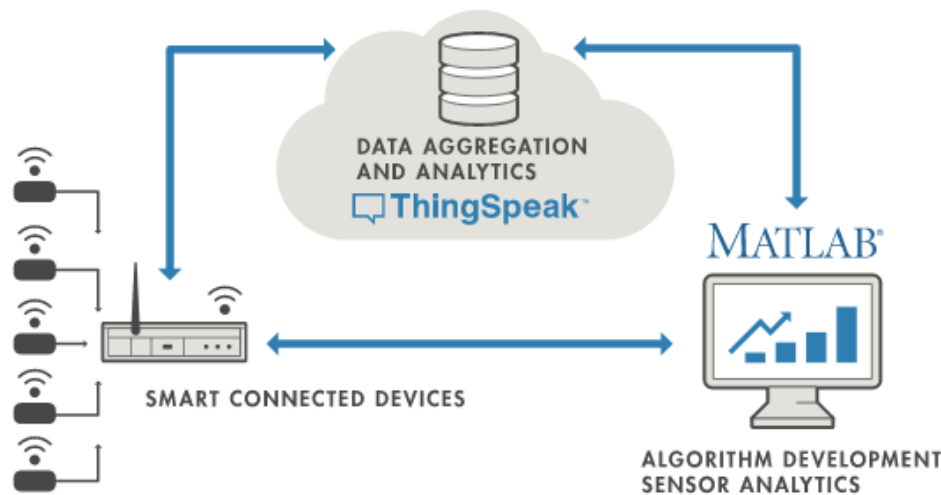 DATA AGGREGATION
AND ANALYTICS
ThingSpeak™
MATLAB®
SMART CONNECTED DEVICES
ALGORITHM DEVELOPMENT
SENSOR ANALYTICS